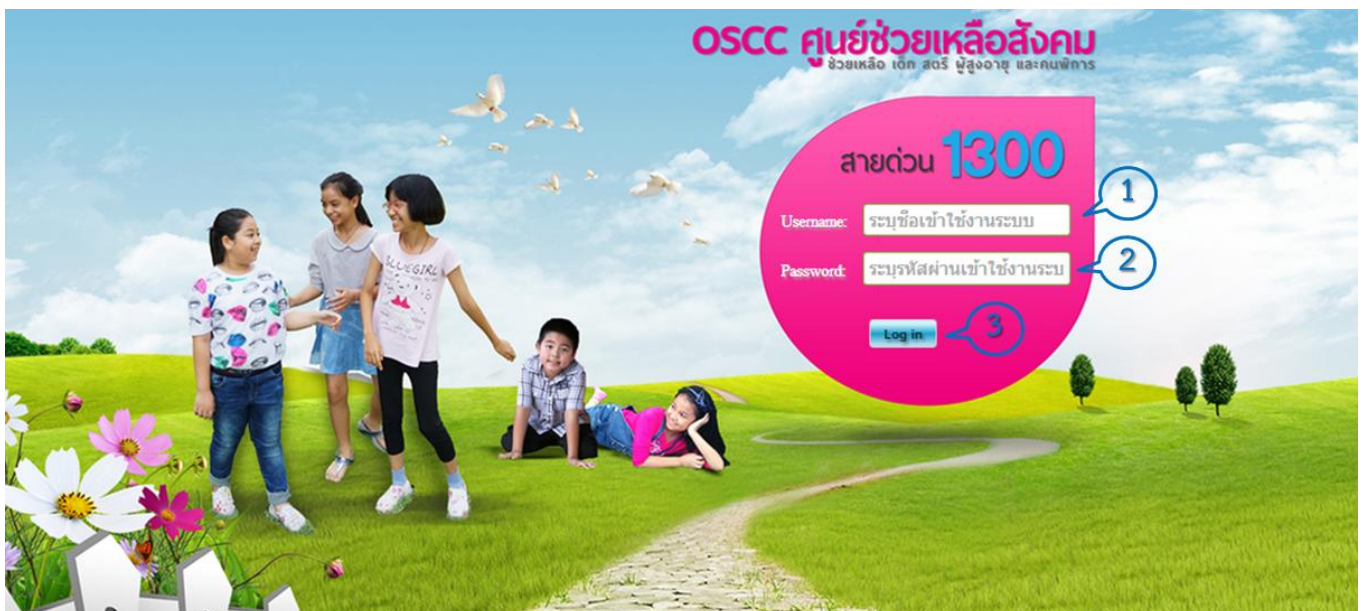 OSCC ศูนย์ช่วยเหลือสังคม
ช่วยเหลือ เด็ก สตรี ผู้สูงอายุ และคนพิการ
สายด่วน 1300
1
Username: ระบุชื่อเข้าใช้งานระบบ
Password: ระบุรหัสผ่านเข้าใช้งานระบ
2
Log in
3
BLUEGIRL